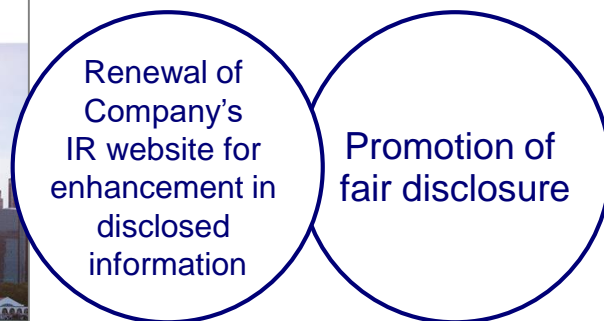 Renewal of
Company's
IR website for
enhancement in
disclosed
information
Promotion of
fair disclosure